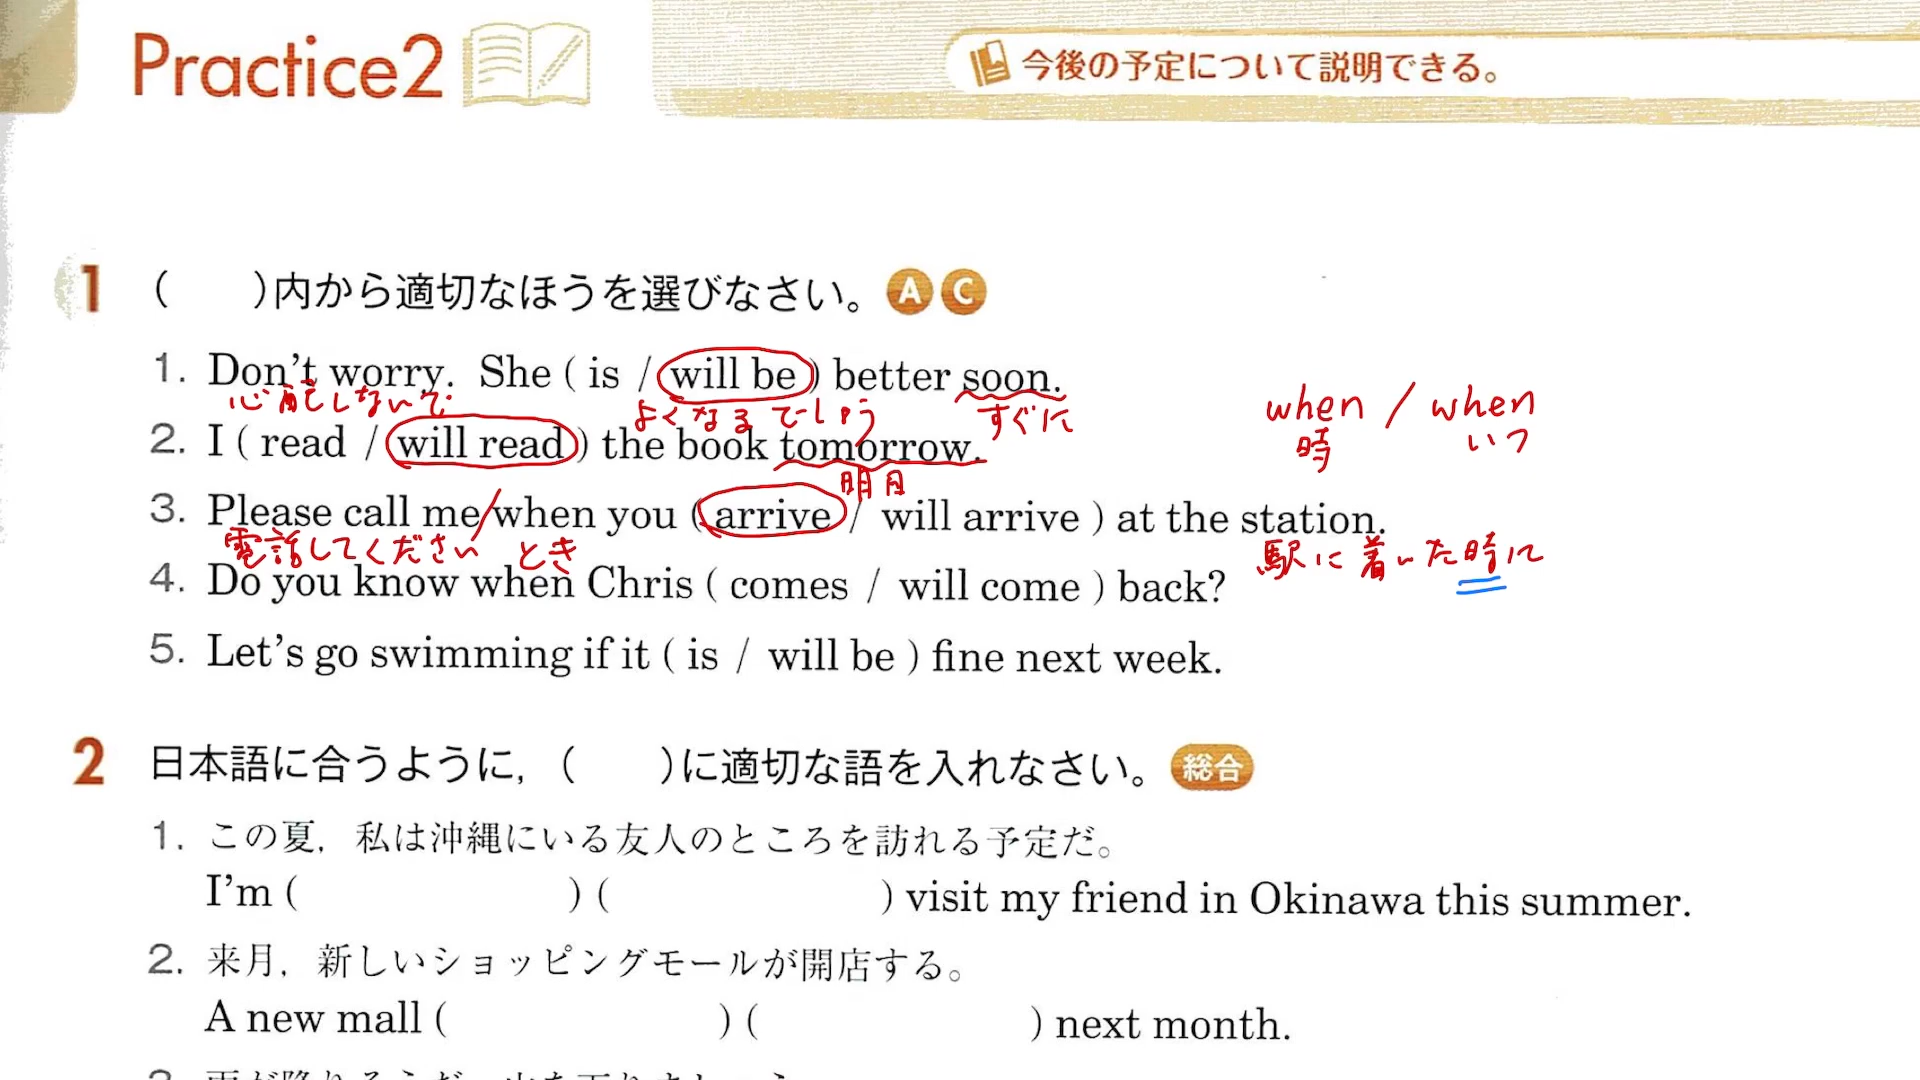 Practice2
今後の予定について説明できる。
1 (　　)内から適切なほうを選びなさい。 A C
1. Don't worry. She ( is / will be ) better soon.
心配しないで よくなるでしょう すぐに
when / when
時 いつ
2. I ( read / will read ) the book tomorrow.
明日
3. Please call me / when you ( arrive / will arrive ) at the station.
電話してください とき 駅に着いた時に
4. Do you know when Chris ( comes / will come ) back?
5. Let's go swimming if it ( is / will be ) fine next week.
2 日本語に合うように, (　　)に適切な語を入れなさい。 総合
1. この夏, 私は沖縄にいる友人のところを訪れる予定だ。
I'm (　　) (　　) visit my friend in Okinawa this summer.
2. 来月, 新しいショッピングモールが開店する。
A new mall (　　) (　　) next month.